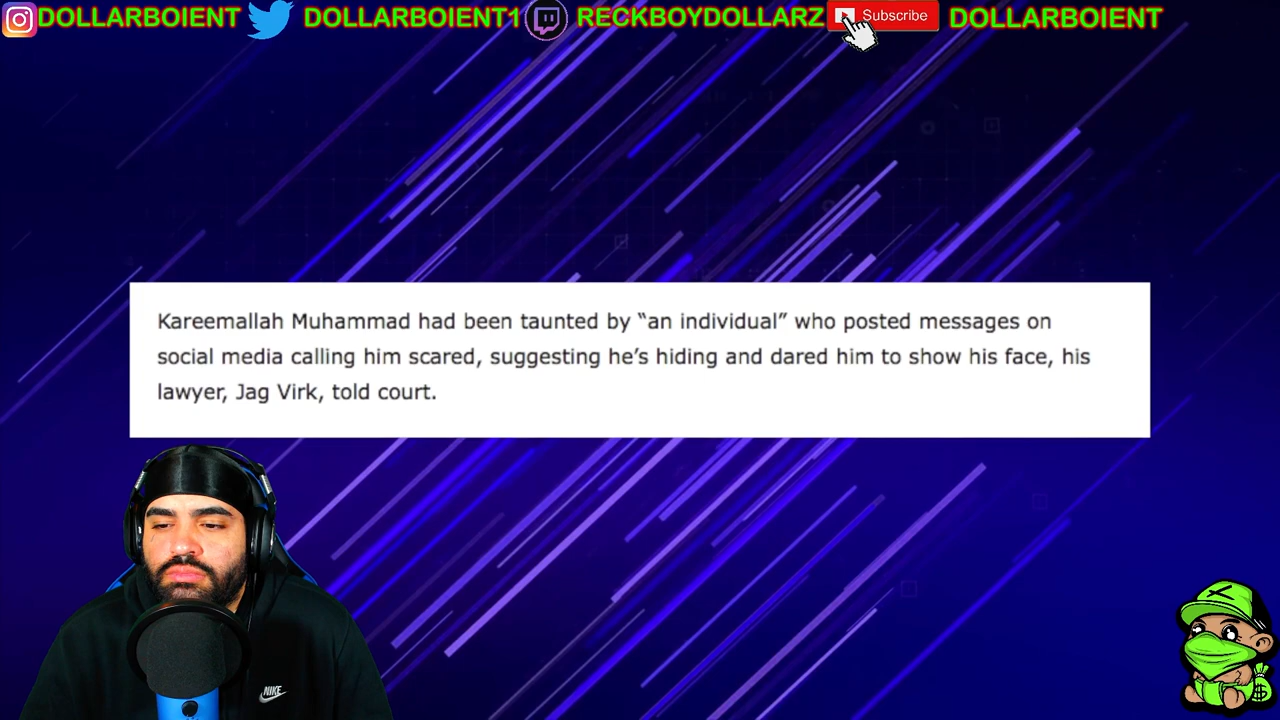 DOLLARBOIENT DOLLARBOIENT1 RECKBOYDOLLARZ Subscribe DOLLARBOIENT
Kareemallah Muhammad had been taunted by “an individual” who posted messages on
social media calling him scared, suggesting he’s hiding and dared him to show his face, his
lawyer, Jag Virk, told court.
NIKE